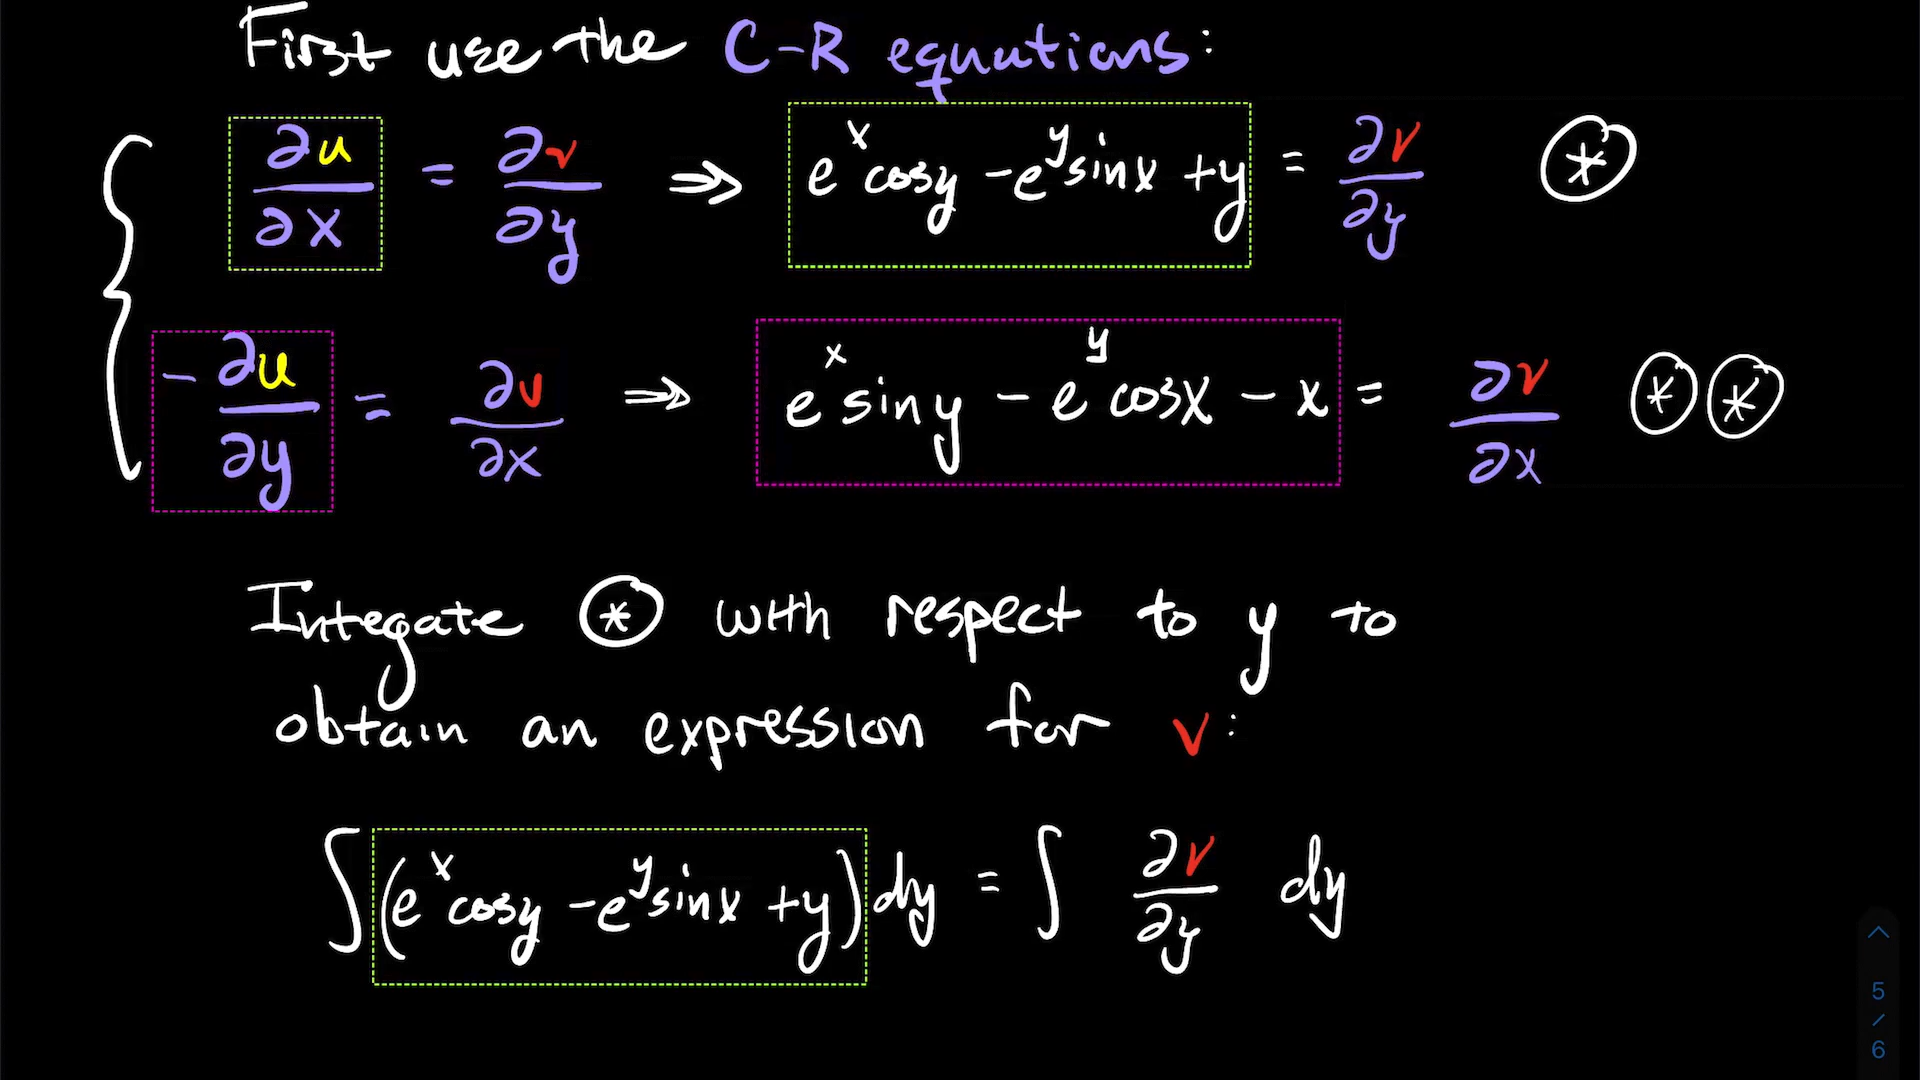 First use the C-R equations:
∂u/∂x = ∂v/∂y ⇒ e^x cosy - e^y sinx + y = ∂v/∂y ⊛
-∂u/∂y = ∂v/∂x ⇒ e^x siny - e^y cosx - x = ∂v/∂x ⊛⊛
Integate ⊛ with respect to y to
obtain an expression for v:
∫(e^x cosy - e^y sinx + y)dy = ∫ ∂v/∂y dy
5
/
6